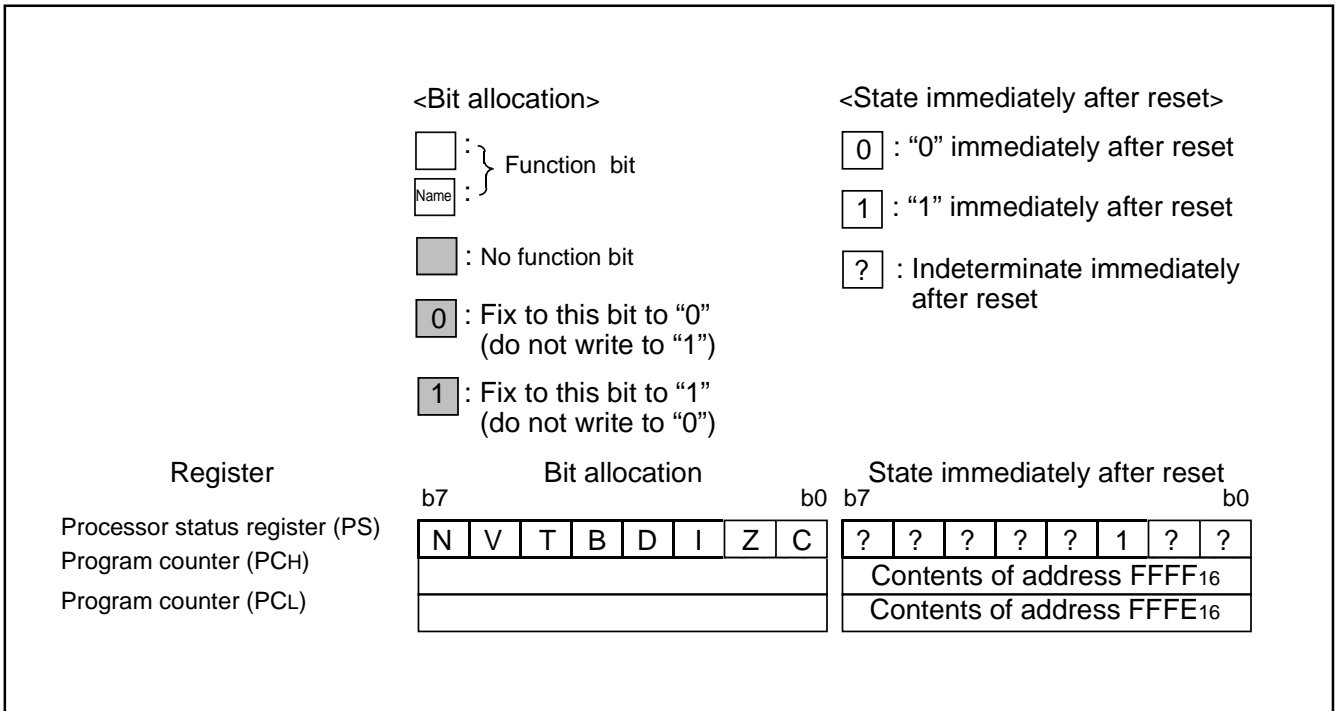 <Bit allocation>
:
Name :
Function bit
: No function bit
0 : Fix to this bit to “0”
(do not write to “1”)
1 : Fix to this bit to “1”
(do not write to “0”)
<State immediately after reset>
0 : “0” immediately after reset
1 : “1” immediately after reset
? : Indeterminate immediately
after reset
Register Bit allocation State immediately after reset
b7 b0 b7 b0
Processor status register (PS) N V T B D I Z C ? ? ? ? ? 1 ? ?
Program counter (PCH) Contents of address FFFF16
Program counter (PCL) Contents of address FFFE16